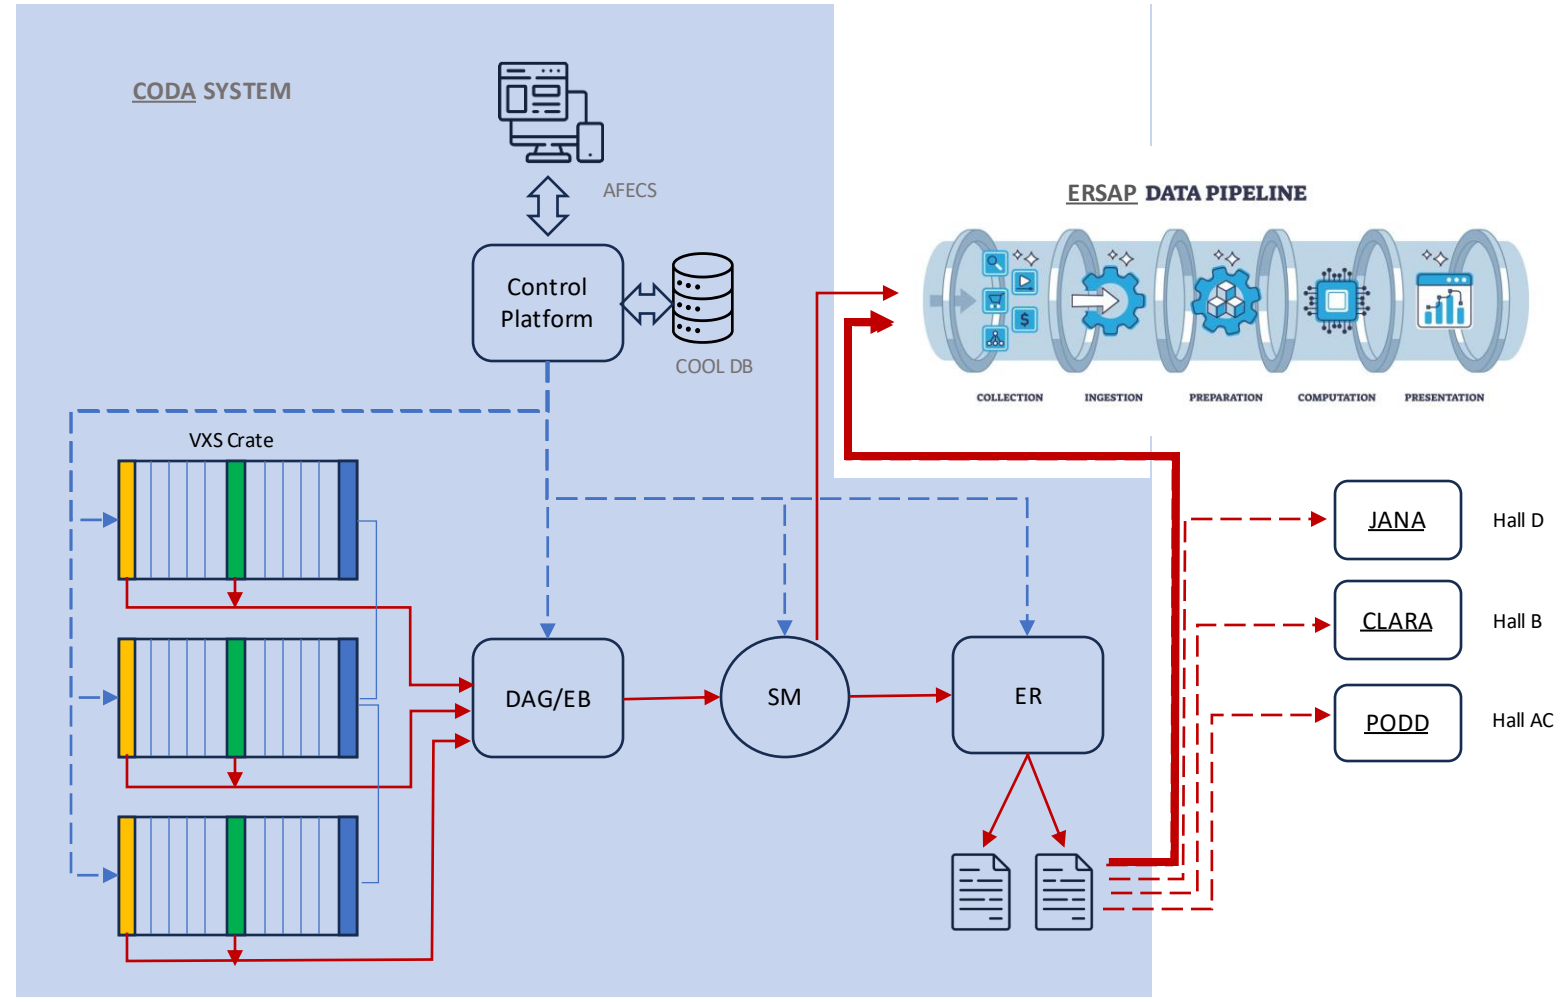 CODA SYSTEM
AFECS
ERSAP DATA PIPELINE
Control
Platform
COOL DB
$
COLLECTION
INGESTION
PREPARATION
COMPUTATION
PRESENTATION
VXS Crate
JANA
Hall D
CLARA
Hall B
DAG/EB
SM
ER
PODD
Hall AC